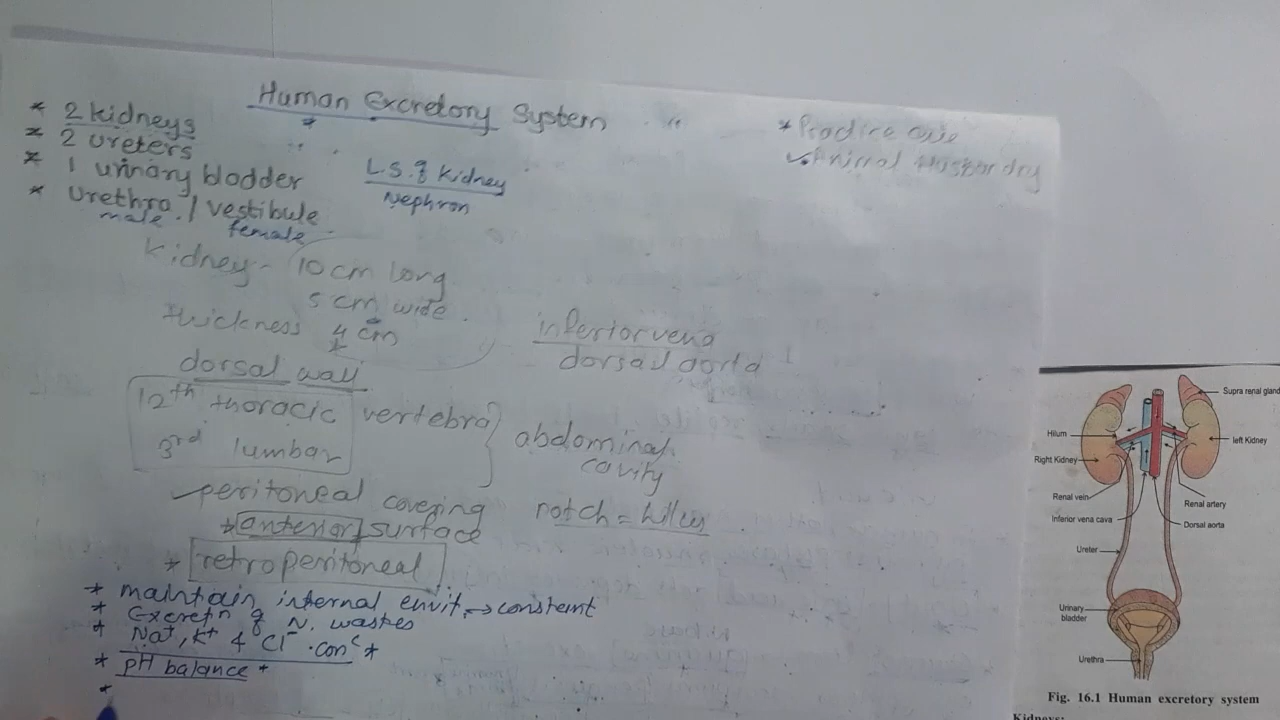 Human Excretory System
* 2 kidneys
* 2 ureters
* 1 urinary bladder
* Urethra / vestibule
male female
L.S. of Kidney
Nephron
* Practice
✓ Animal Husbandry
Kidney - 10 cm long
5 cm wide.
thickness 4 cm
inferior vena
dorsal aorta
dorsal wall
12th thoracic vertebra
3rd lumbar
abdominal
cavity
peritoneal covering
* anterior surface
notch = hilus
* retroperitoneal
* maintain internal envit. → constant
* Excretn of N. wastes
* Na+, K+ & Cl- .conc *
* pH balance *
*
Supra renal gland
Hilum
left Kidney
Right Kidney
Renal vein
Renal artery
Inferior vena cava
Dorsal aorta
Ureter
Urinary
bladder
Urethra
Fig. 16.1 Human excretory system
Kidneys: